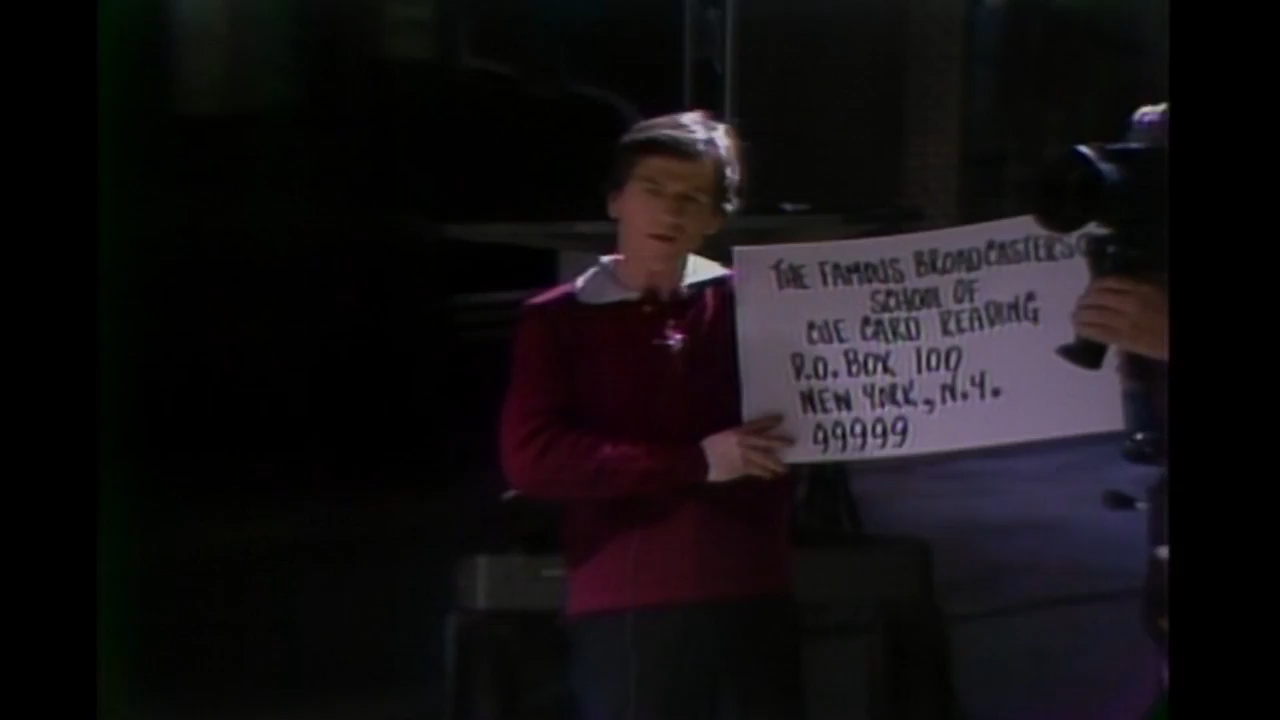 THE FAMOUS BROADCASTERS
SCHOOL OF
CUE CARD READING
P.O. BOX 100
NEW YORK, N.Y.
99999